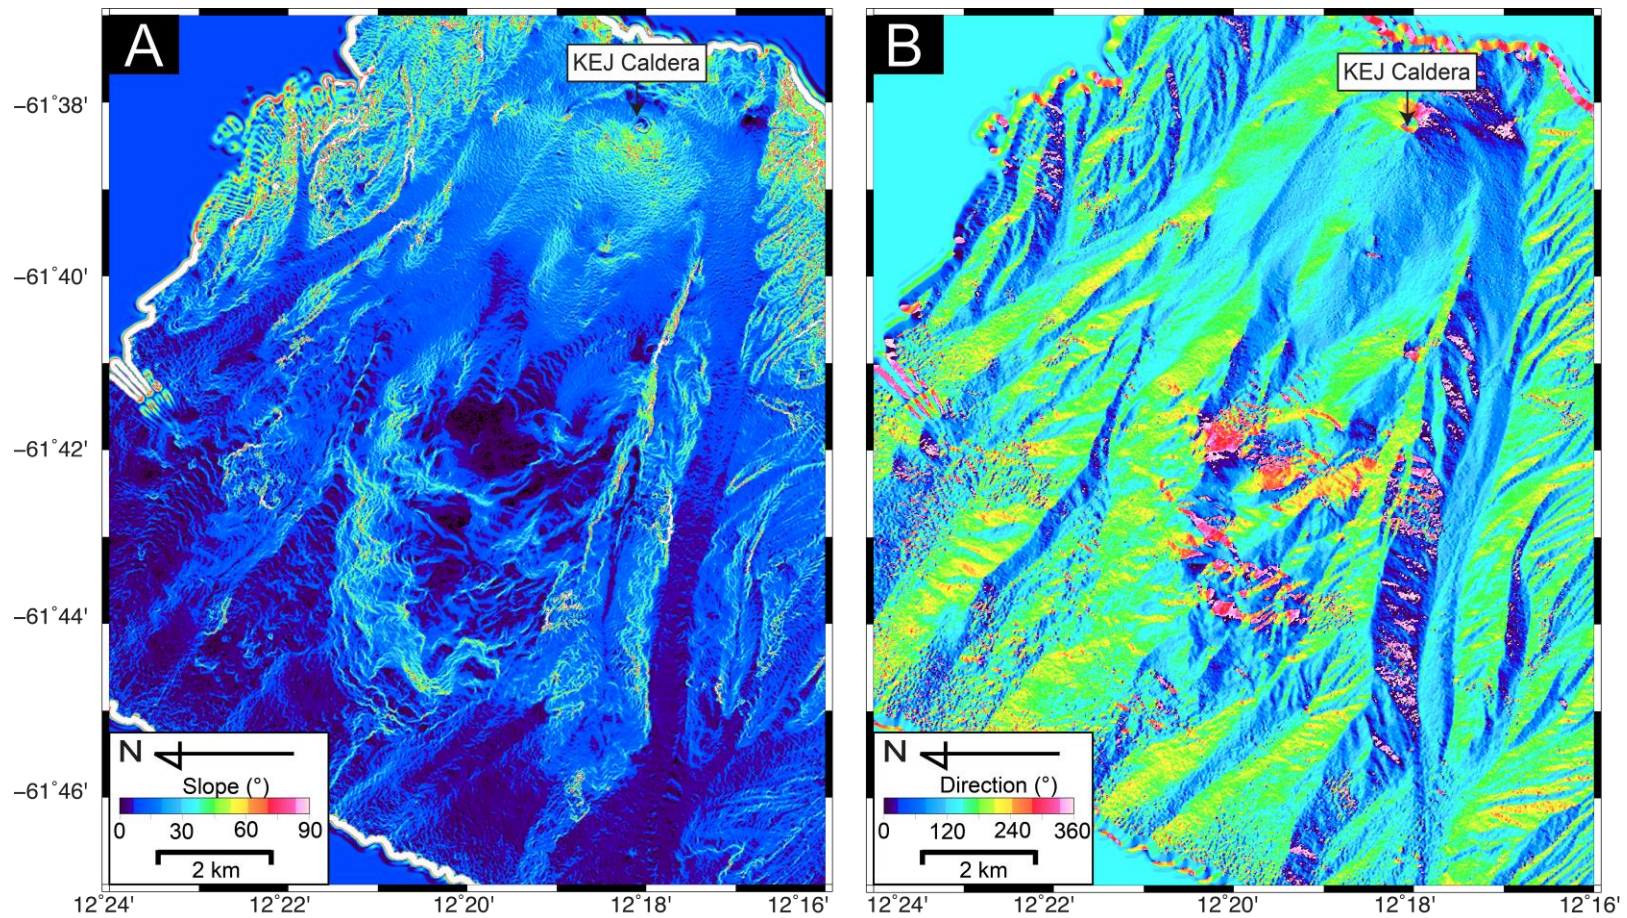 A
KEJ Caldera
B
KEJ Caldera
−61˚38'
−61˚40'
−61˚42'
−61˚44'
−61˚46'
N
Slope (°)
0 30 60 90
2 km
N
Direction (°)
0 120 240 360
2 km
12˚24' 12˚22' 12˚20' 12˚18' 12˚16'
12˚24' 12˚22' 12˚20' 12˚18' 12˚16'